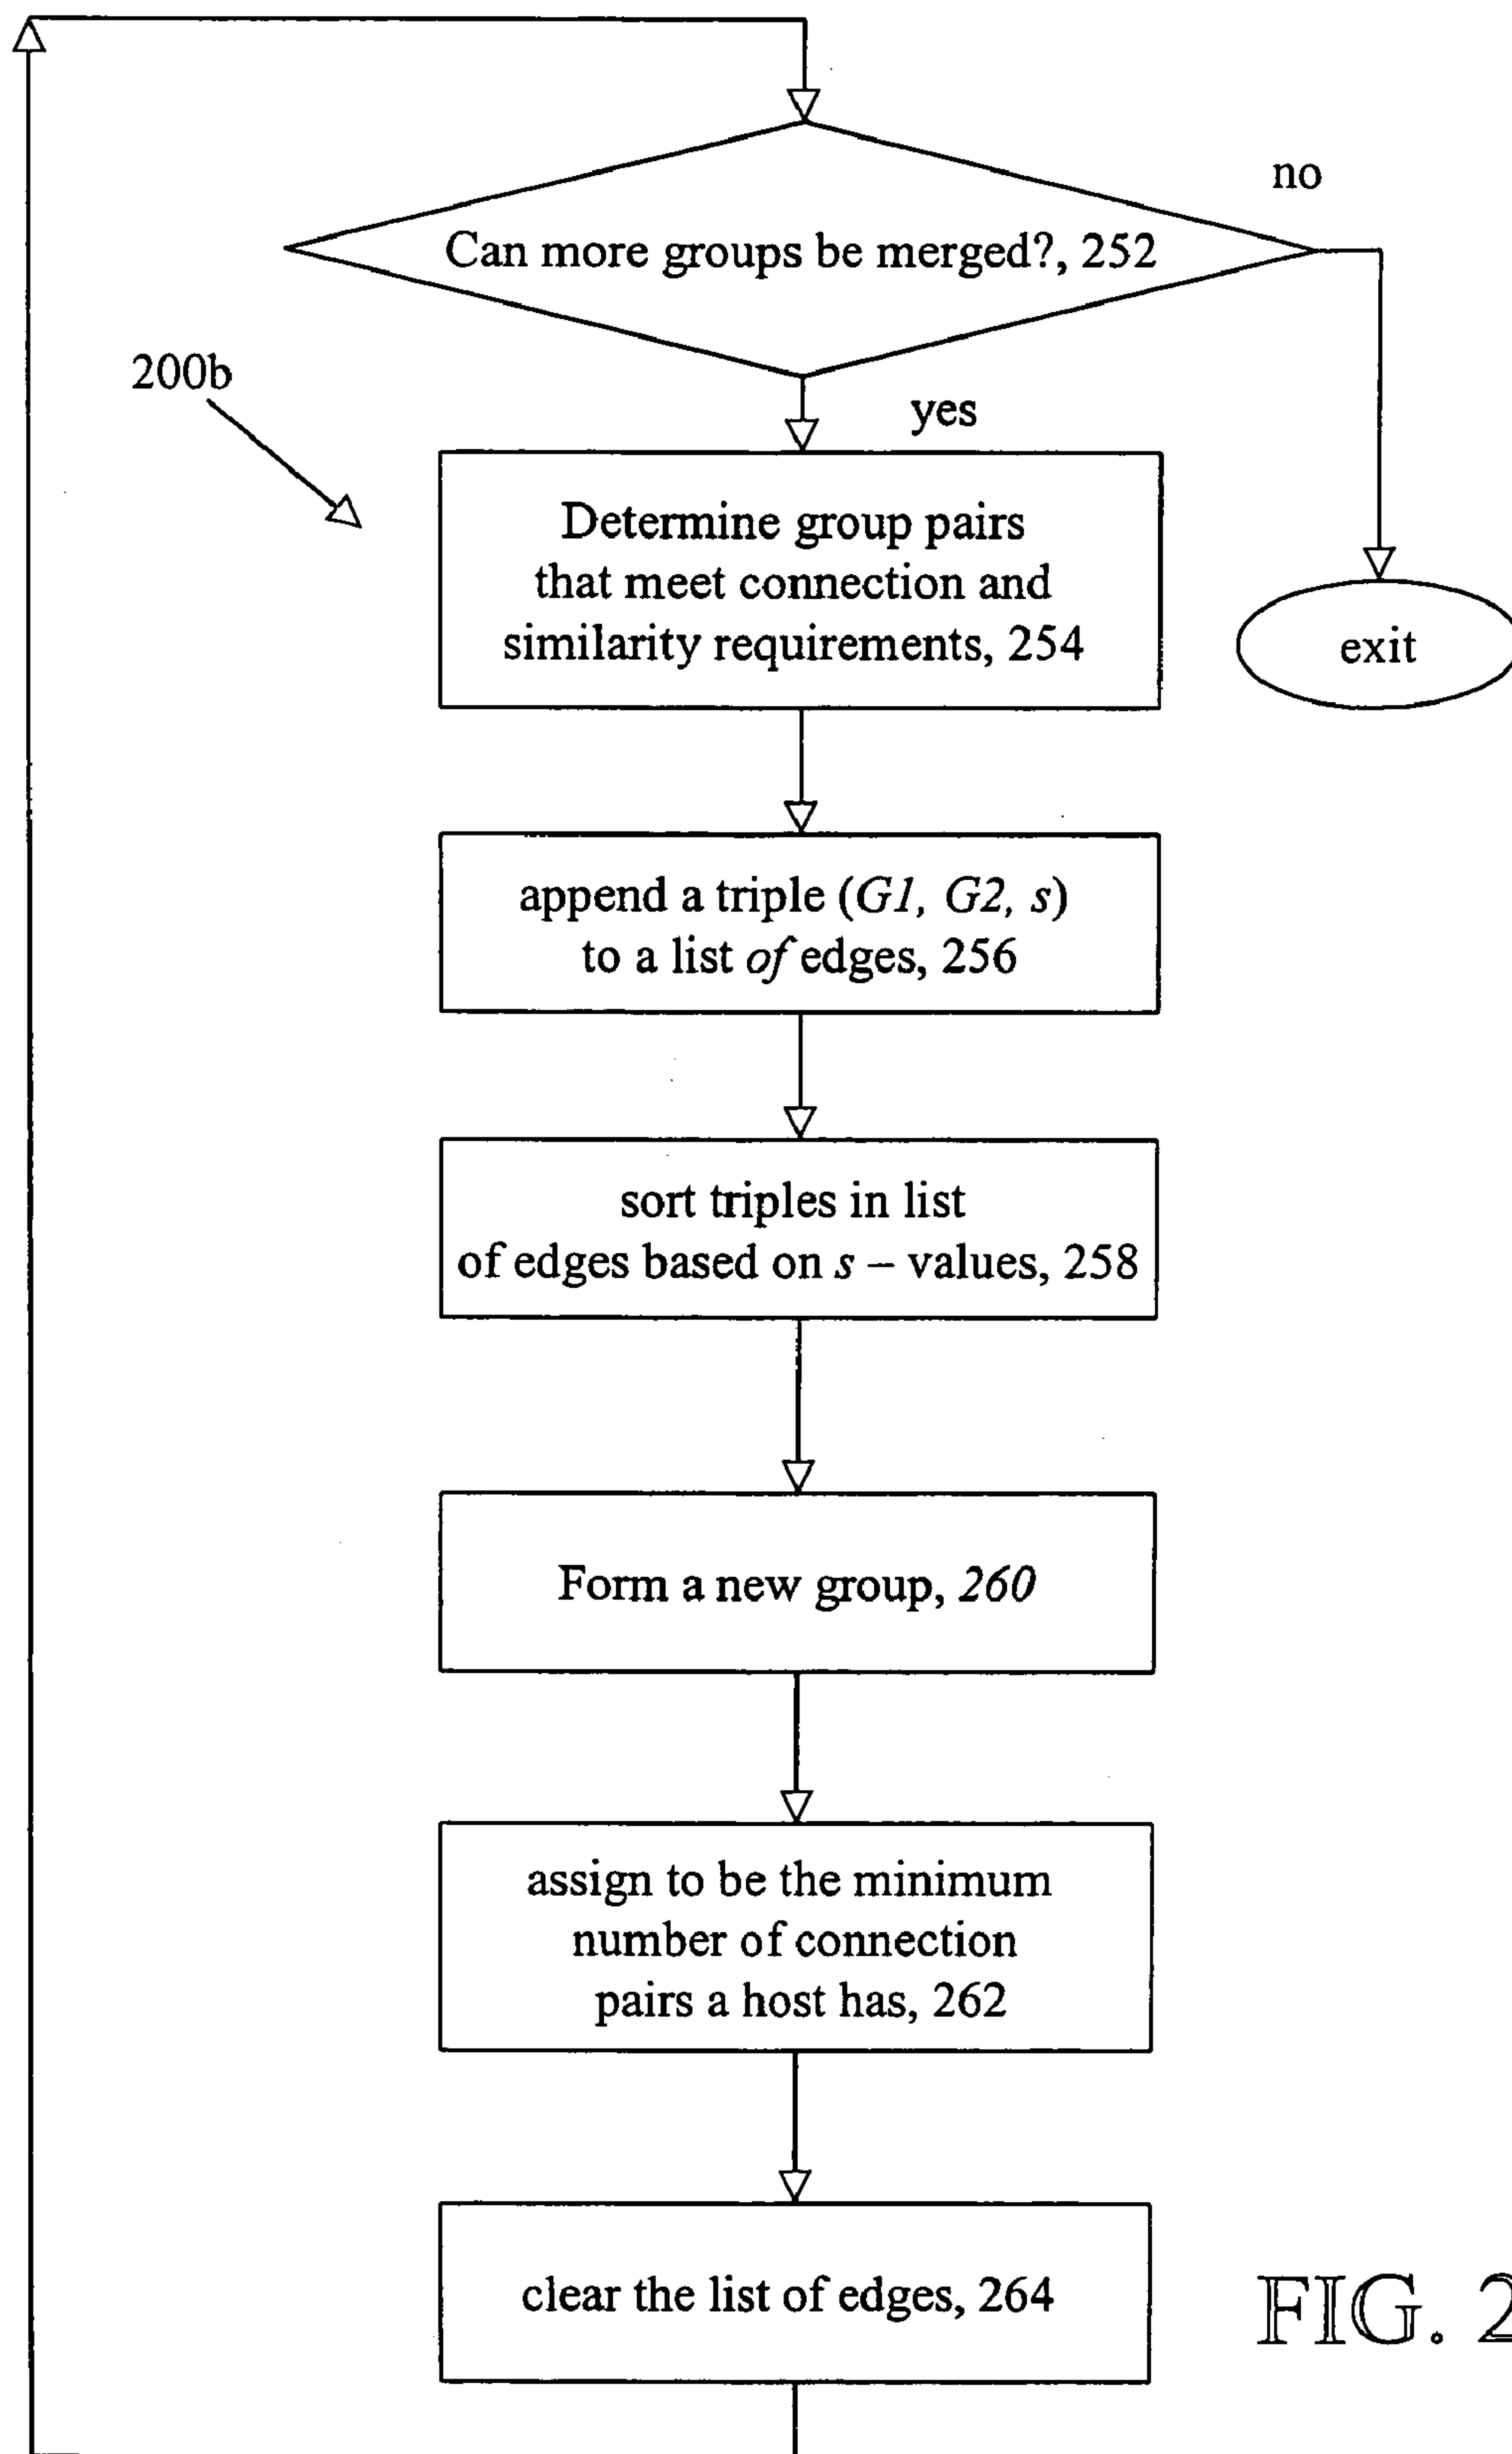 no
Can more groups be merged?, 252
200b
yes
Determine group pairs
that meet connection and
similarity requirements, 254
exit
append a triple (G1, G2, s)
to a list of edges, 256
sort triples in list
of edges based on s – values, 258
Form a new group, 260
assign to be the minimum
number of connection
pairs a host has, 262
clear the list of edges, 264
FIG. 2